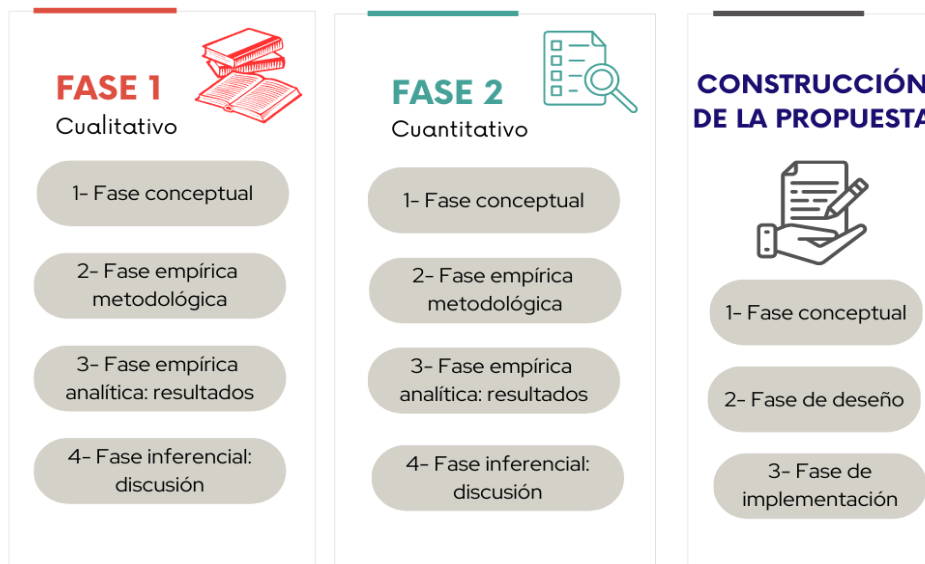 FASE 1
Cualitativo
1- Fase conceptual
2- Fase empírica
metodológica
3- Fase empírica
analítica: resultados
4- Fase inferencial:
discusión
FASE 2
Cuantitativo
1- Fase conceptual
2- Fase empírica
metodológica
3- Fase empírica
analítica: resultados
4- Fase inferencial:
discusión
CONSTRUCCIÓN
DE LA PROPUESTA
1- Fase conceptual
2- Fase de deseño
3- Fase de
implementación